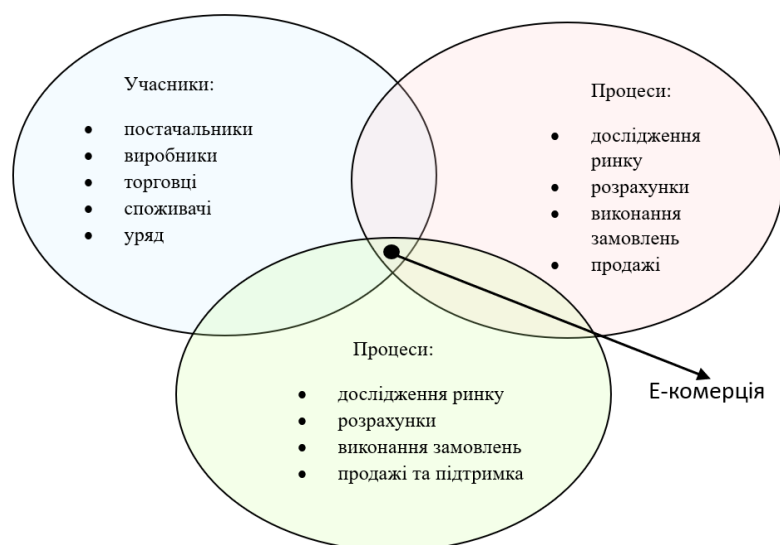 Учасники:
• постачальники
• виробники
• торговці
• споживачі
• уряд
Процеси:
• дослідження
ринку
• розрахунки
• виконання
замовлень
• продажі
Процеси:
• дослідження ринку
• розрахунки
• виконання замовлень
• продажі та підтримка
Е-комерція